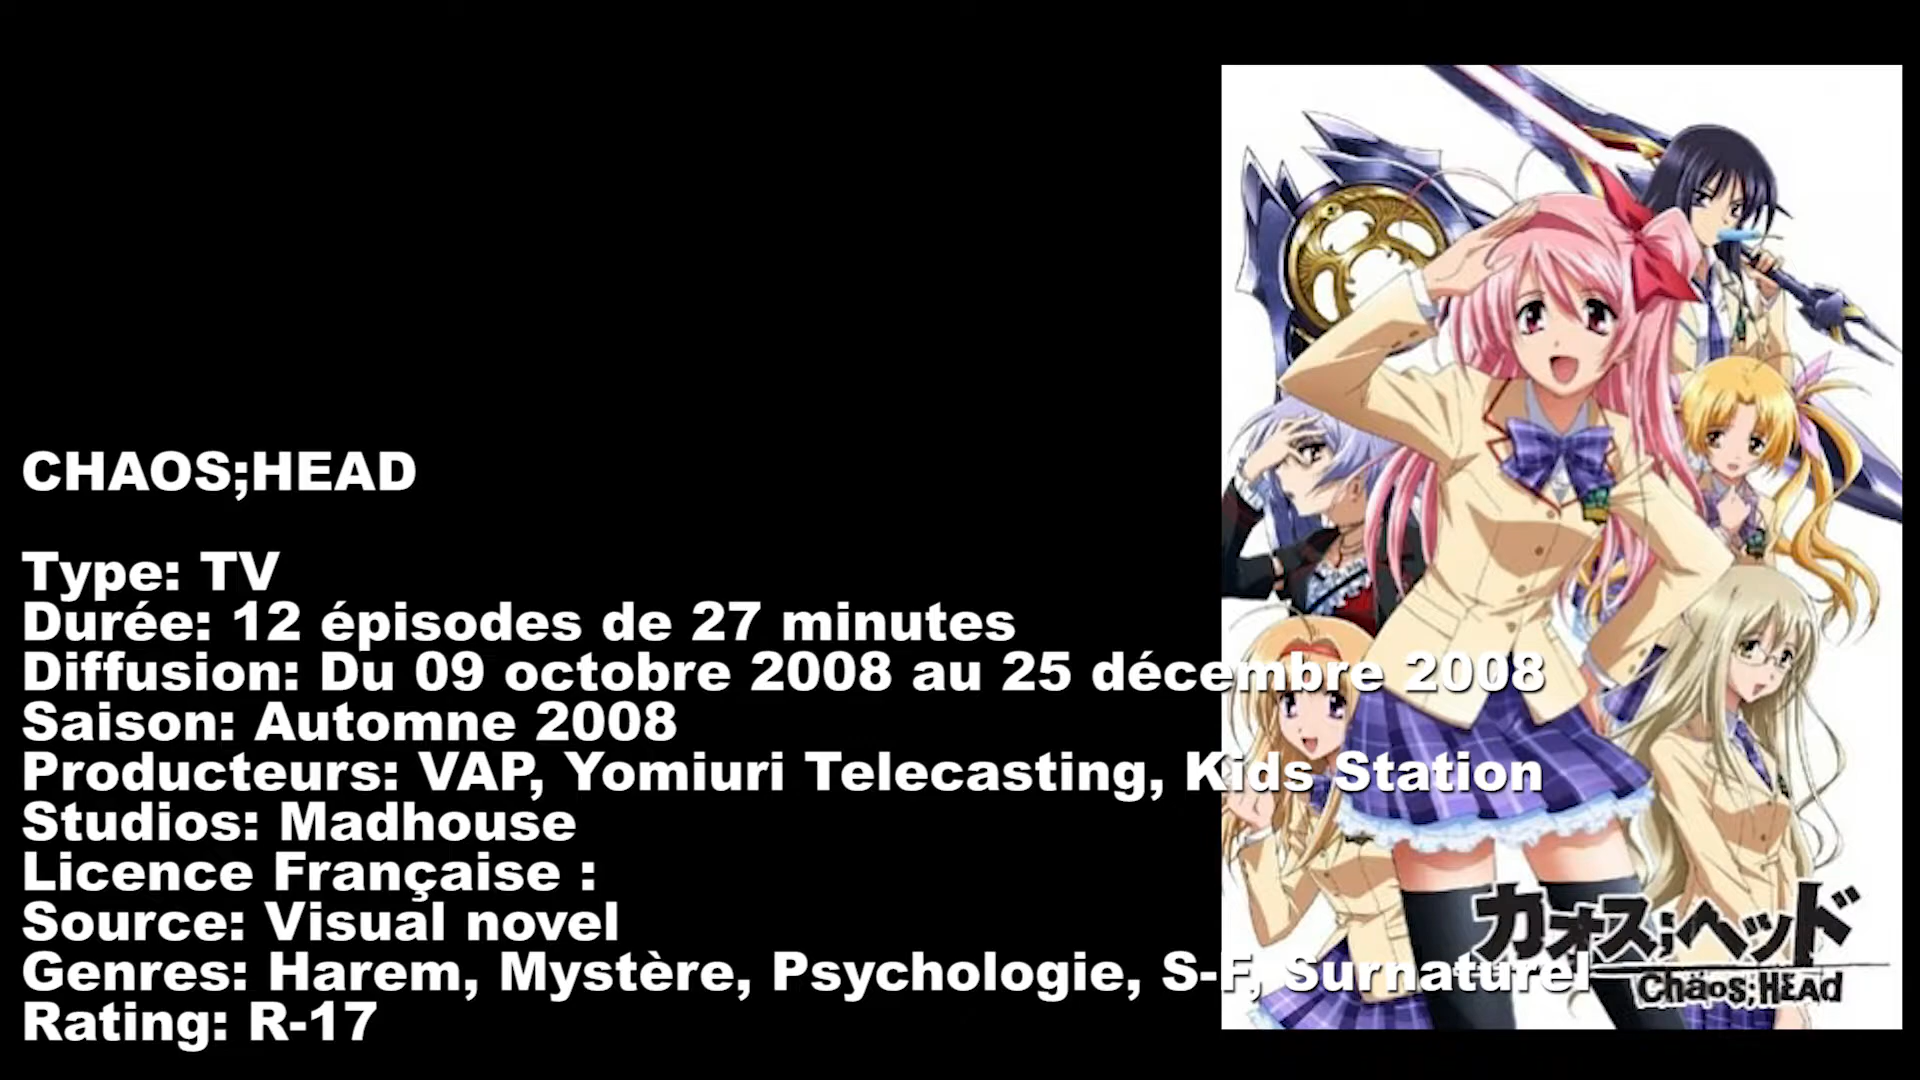 CHAOS;HEAD
Type: TV
Durée: 12 épisodes de 27 minutes
Diffusion: Du 09 octobre 2008 au 25 décembre 2008
Saison: Automne 2008
Producteurs: VAP, Yomiuri Telecasting, Kids Station
Studios: Madhouse
Licence Française :
Source: Visual novel
Genres: Harem, Mystère, Psychologie, S-F, Surnaturel
Rating: R-17
カオス;ヘッド
Chäos;HEAd